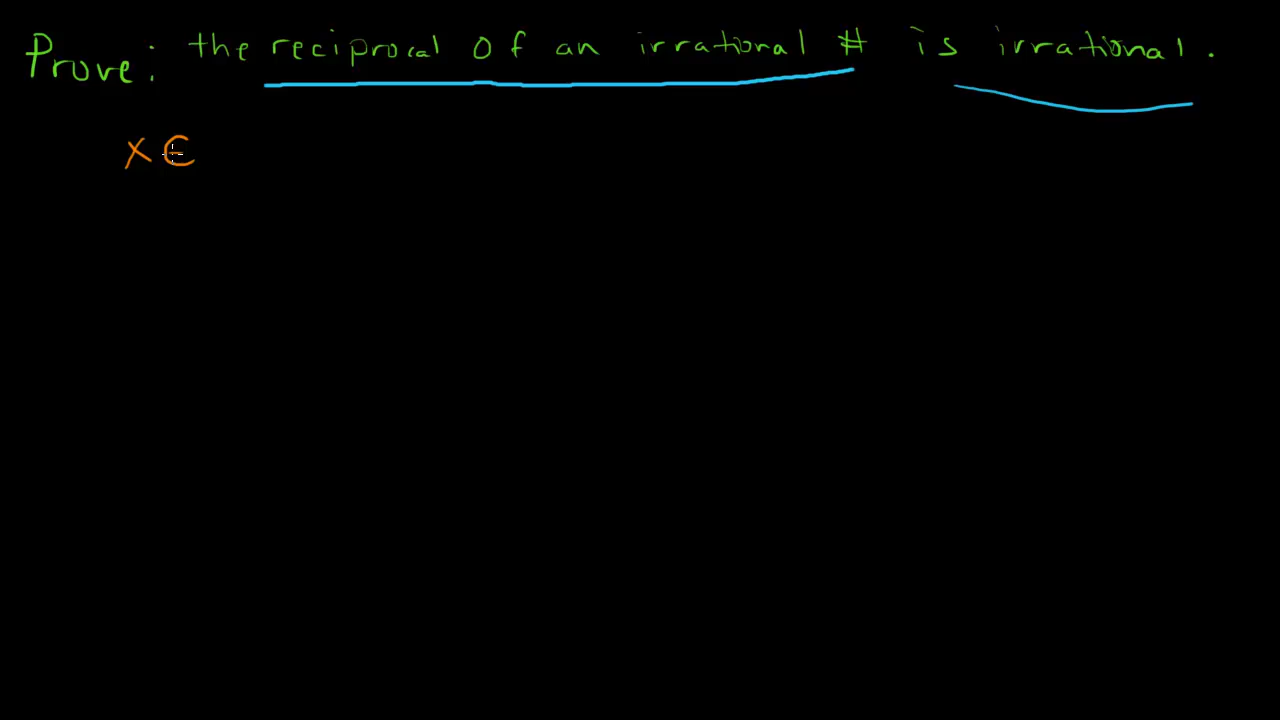 Prove: the reciprocal of an irrational # is irrational.
x ∈